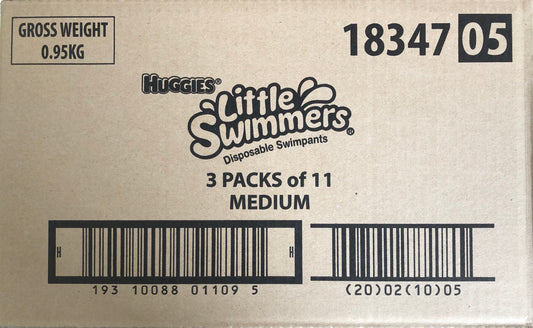 GROSS WEIGHT
0.95KG
18347 05
HUGGIES®
Little
Swimmers®
Disposable Swimpants
3 PACKS of 11
MEDIUM
H H
193 10088 01109 5
(20)02(10)05